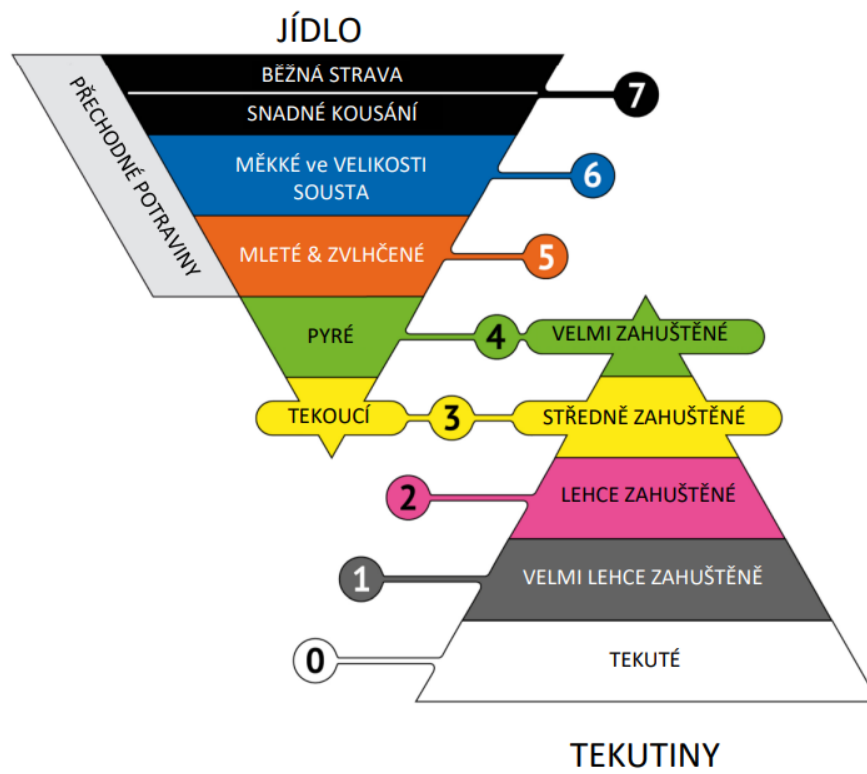 JÍDLO
BĚŽNÁ STRAVA
7
SNADNÉ KOUSÁNÍ
PŘECHODNÉ POTRAVINY
MĚKKÉ ve VELIKOSTI
SOUSTA
6
MLETÉ & ZVLHČENÉ
5
PYRÉ
4
VELMI ZAHUŠTĚNÉ
TEKOUCÍ
3
STŘEDNĚ ZAHUŠTĚNÉ
2
LEHCE ZAHUŠTĚNÉ
1
VELMI LEHCE ZAHUŠTĚNĚ
0
TEKUTÉ
TEKUTINY